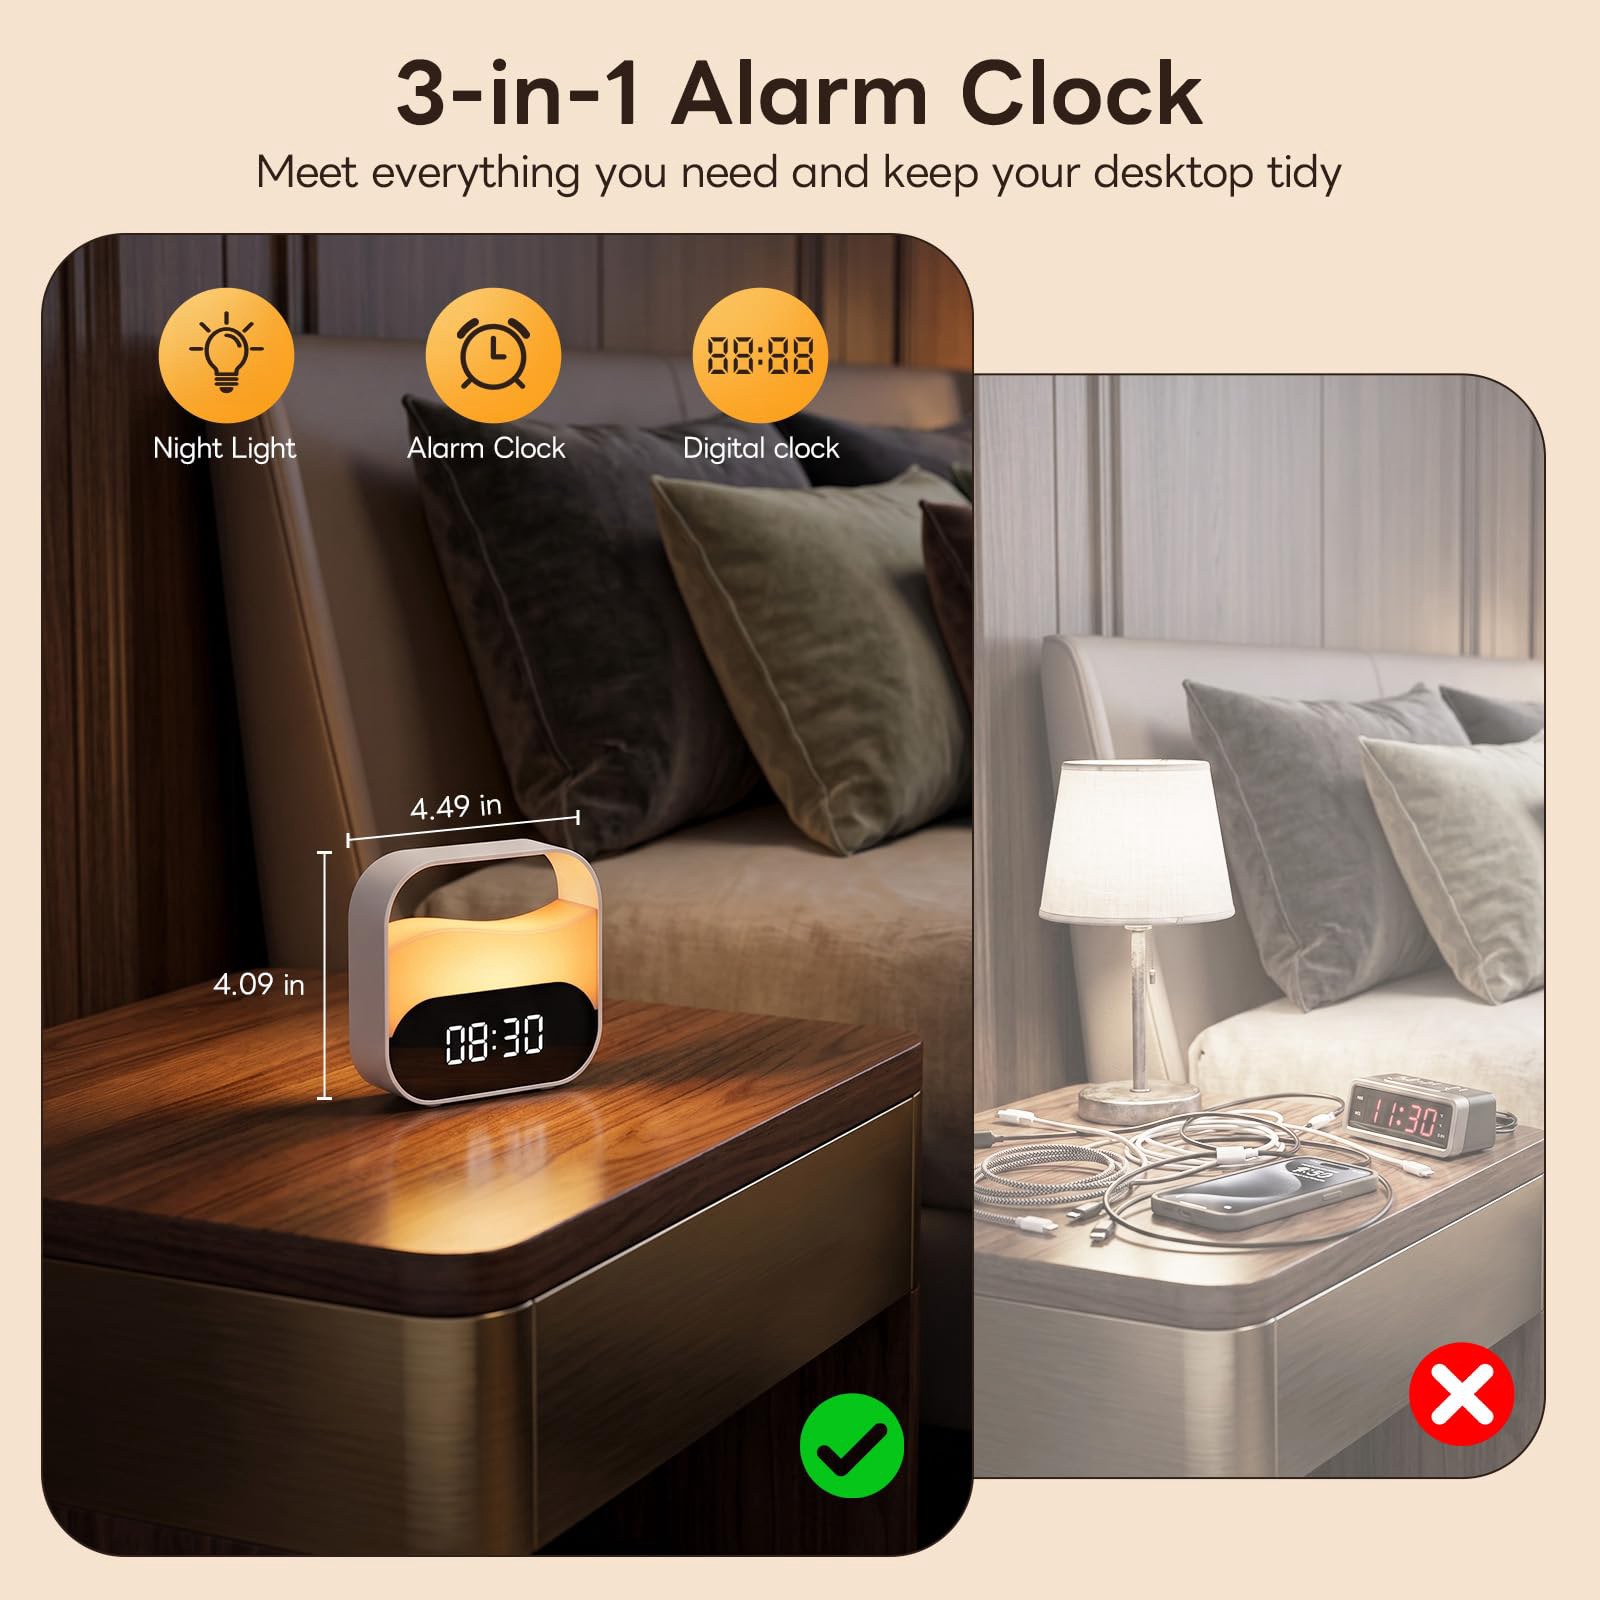 3-in-1 Alarm Clock
Meet everything you need and keep your desktop tidy
88:88
Night Light
Alarm Clock
Digital clock
4.49 in
4.09 in
08:30
11:30